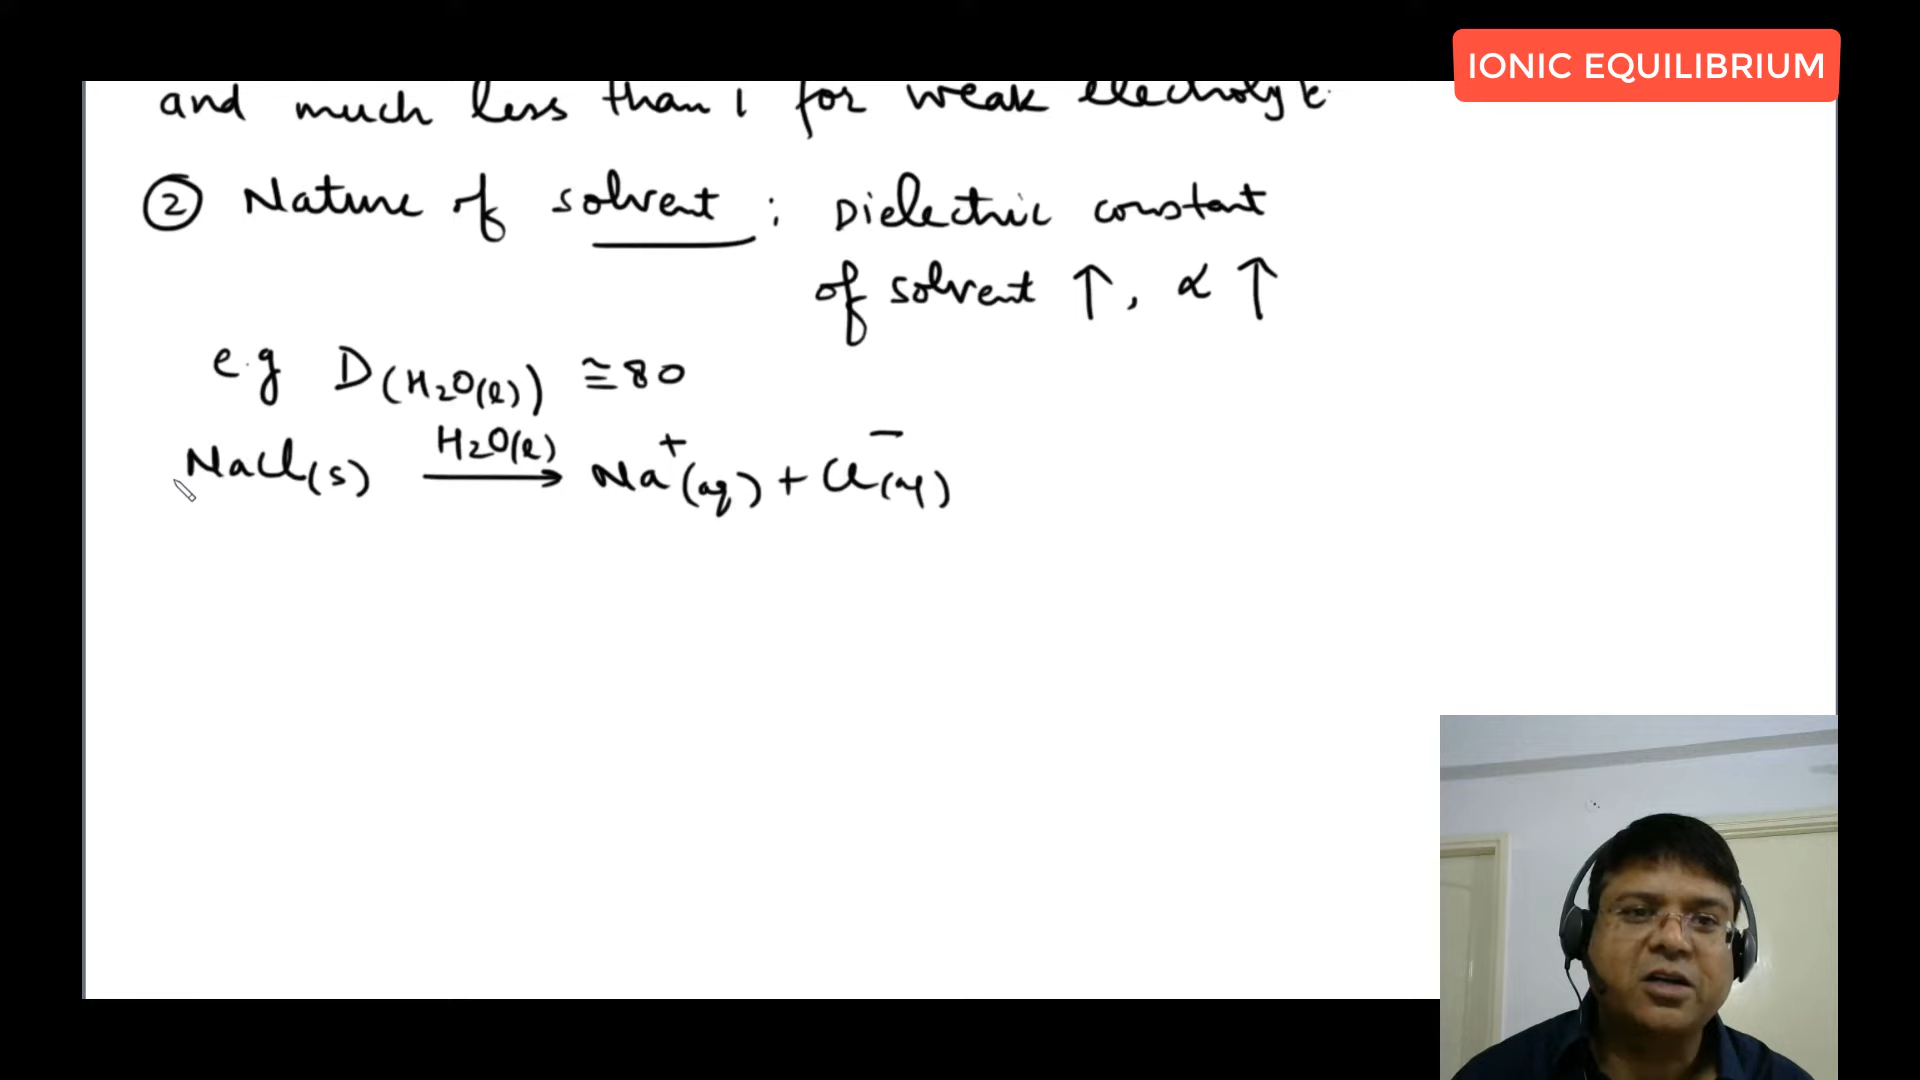 IONIC EQUILIBRIUM
and much less than 1 for weak electrolyte.
② Nature of solvent : Dielectric constant
of solvent ↑, α ↑
e.g D(H₂O(l)) ≅ 80
NaCl(s) —H₂O(l)→ Na⁺(aq) + Cl⁻(aq)